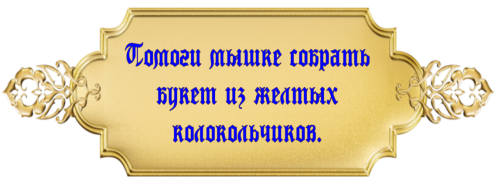 Помоги мышке собрать
букет из желтых
колокольчиков.